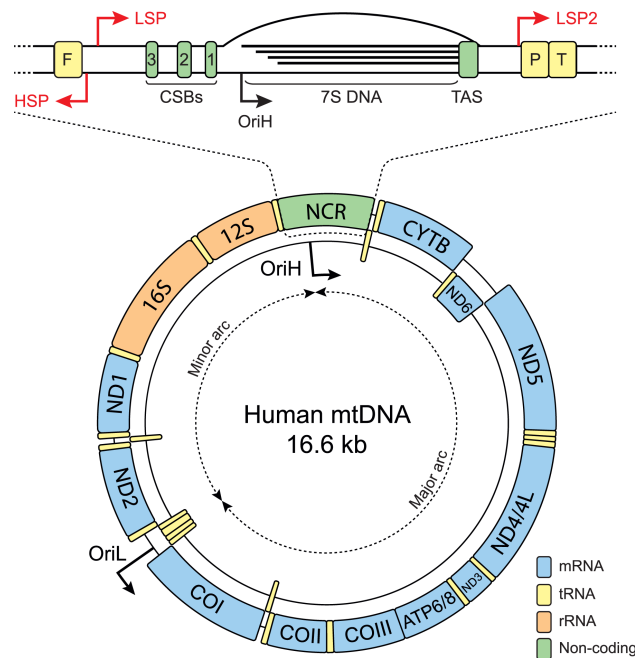 LSP
LSP2
F
3
2
1
P
T
HSP
CSBs
OriH
7S DNA
TAS
NCR
12S
CYTB
OriH
16S
ND6
Minor arc
ND5
ND1
Human mtDNA
16.6 kb
Major arc
ND2
ND4/4L
OriL
COI
ND3
ATP6/8
COII
COIII
mRNA
tRNA
rRNA
Non-coding